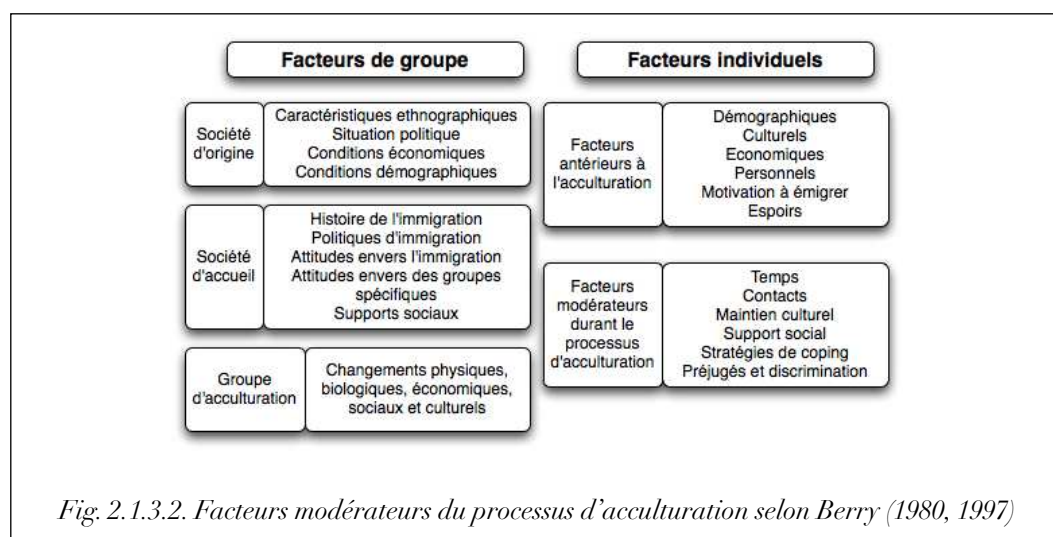 Facteurs de groupe
Société
d'origine
Caractéristiques ethnographiques
Situation politique
Conditions économiques
Conditions démographiques
Société
d'accueil
Histoire de l'immigration
Politiques d'immigration
Attitudes envers l'immigration
Attitudes envers des groupes
spécifiques
Supports sociaux
Groupe
d'acculturation
Changements physiques,
biologiques, économiques,
sociaux et culturels
Facteurs individuels
Facteurs
antérieurs à
l'acculturation
Démographiques
Culturels
Economiques
Personnels
Motivation à émigrer
Espoirs
Facteurs
modérateurs
durant le
processus
d'acculturation
Temps
Contacts
Maintien culturel
Support social
Stratégies de coping
Préjugés et discrimination
Fig. 2.1.3.2. Facteurs modérateurs du processus d'acculturation selon Berry (1980, 1997)